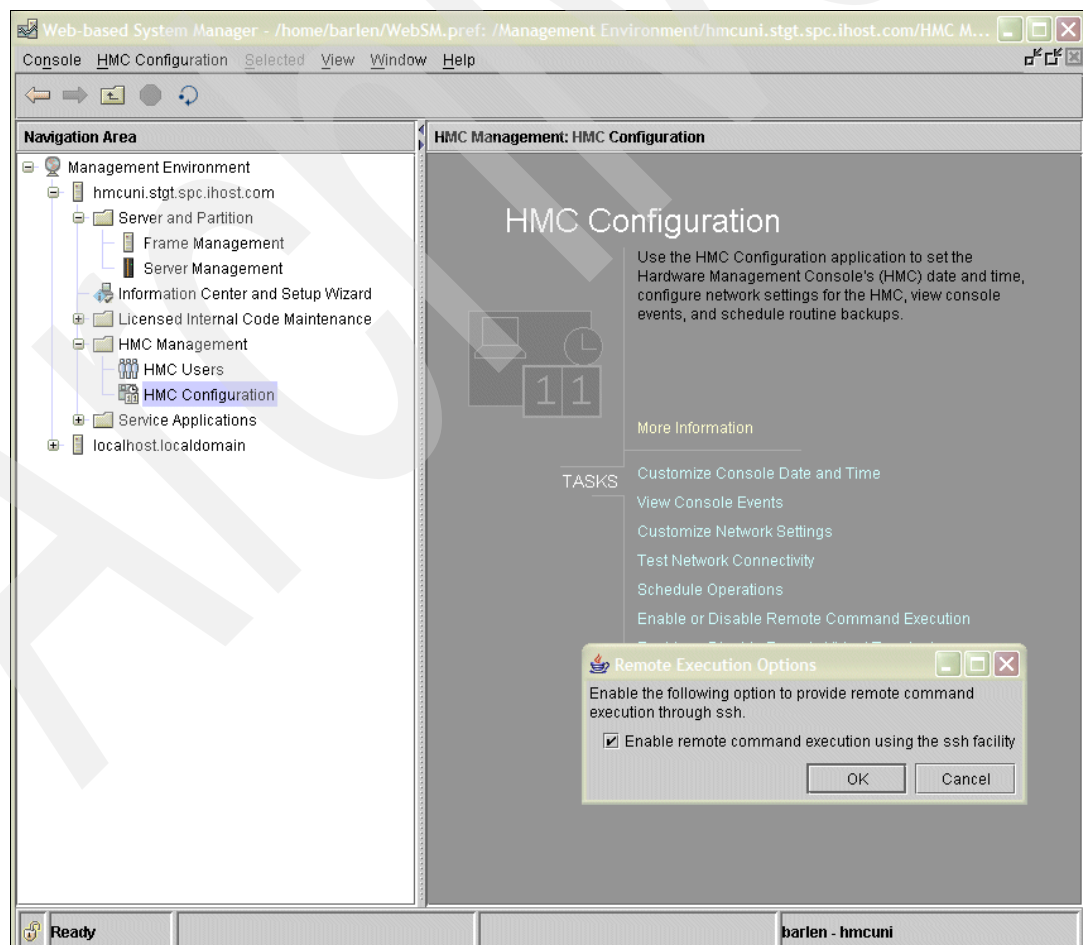 Web-based System Manager - /home/barlen/WebSM.pref: /Management Environment/hmcuni.stgt.spc.ihost.com/HMC M...
Console HMC Configuration Selected View Window Help
Navigation Area
HMC Management: HMC Configuration
Management Environment
hmcuni.stgt.spc.ihost.com
Server and Partition
Frame Management
Server Management
Information Center and Setup Wizard
Licensed Internal Code Maintenance
HMC Management
HMC Users
HMC Configuration
Service Applications
localhost.localdomain
HMC Configuration
Use the HMC Configuration application to set the
Hardware Management Console's (HMC) date and time,
configure network settings for the HMC, view console
events, and schedule routine backups.
11
More Information
TASKS
Customize Console Date and Time
View Console Events
Customize Network Settings
Test Network Connectivity
Schedule Operations
Enable or Disable Remote Command Execution
Remote Execution Options
Enable the following option to provide remote command
execution through ssh.
Enable remote command execution using the ssh facility
OK Cancel
Ready
barlen - hmcuni